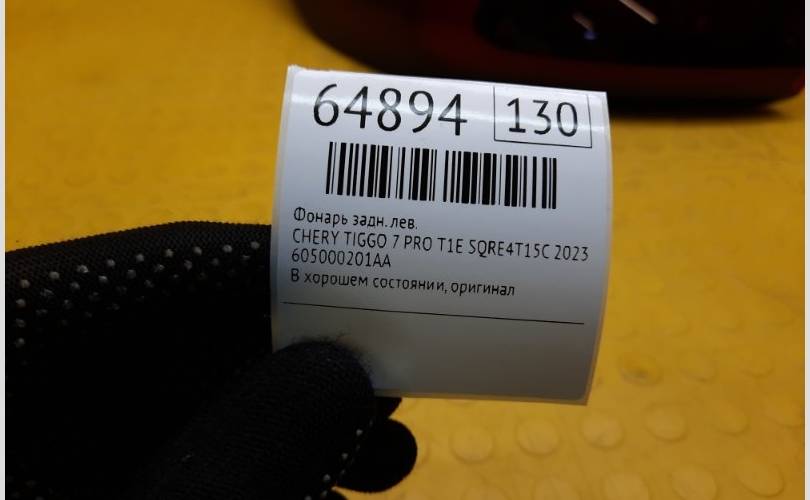 64894 130
Фонарь задн. лев.
CHERY TIGGO 7 PRO T1E SQRE4T15C 2023
605000201AA
В хорошем состоянии, оригинал